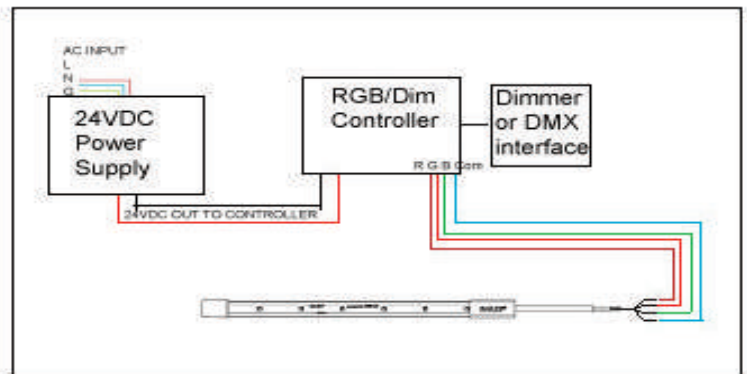 AC INPUT
L
N
G
24VDC
Power
Supply
RGB/Dim
Controller
R G B Com
Dimmer
or DMX
interface
24VDC OUT TO CONTROLLER